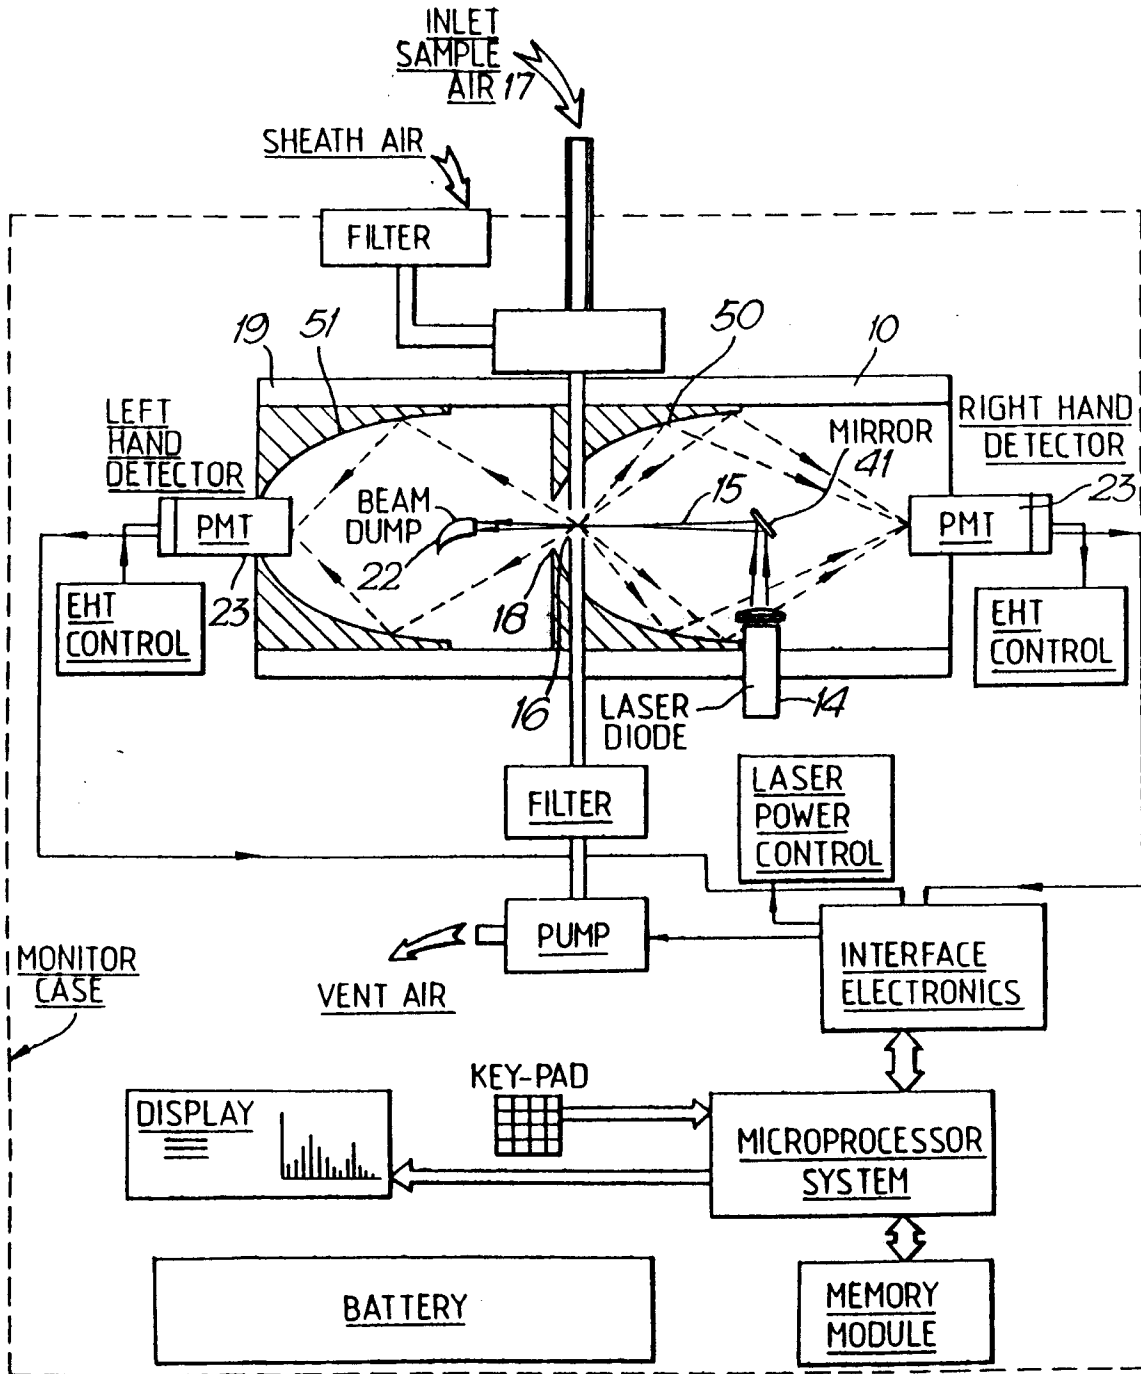 INLET
SAMPLE
AIR 17
SHEATH AIR
FILTER
19
51
50
10
LEFT
HAND
DETECTOR
RIGHT HAND
DETECTOR
MIRROR
41
15
23
PMT
BEAM
DUMP
PMT
22
23
18
EHT
CONTROL
EHT
CONTROL
16
LASER
DIODE
14
FILTER
LASER
POWER
CONTROL
PUMP
INTERFACE
ELECTRONICS
MONITOR
CASE
VENT AIR
KEY-PAD
DISPLAY
MICROPROCESSOR
SYSTEM
BATTERY
MEMORY
MODULE